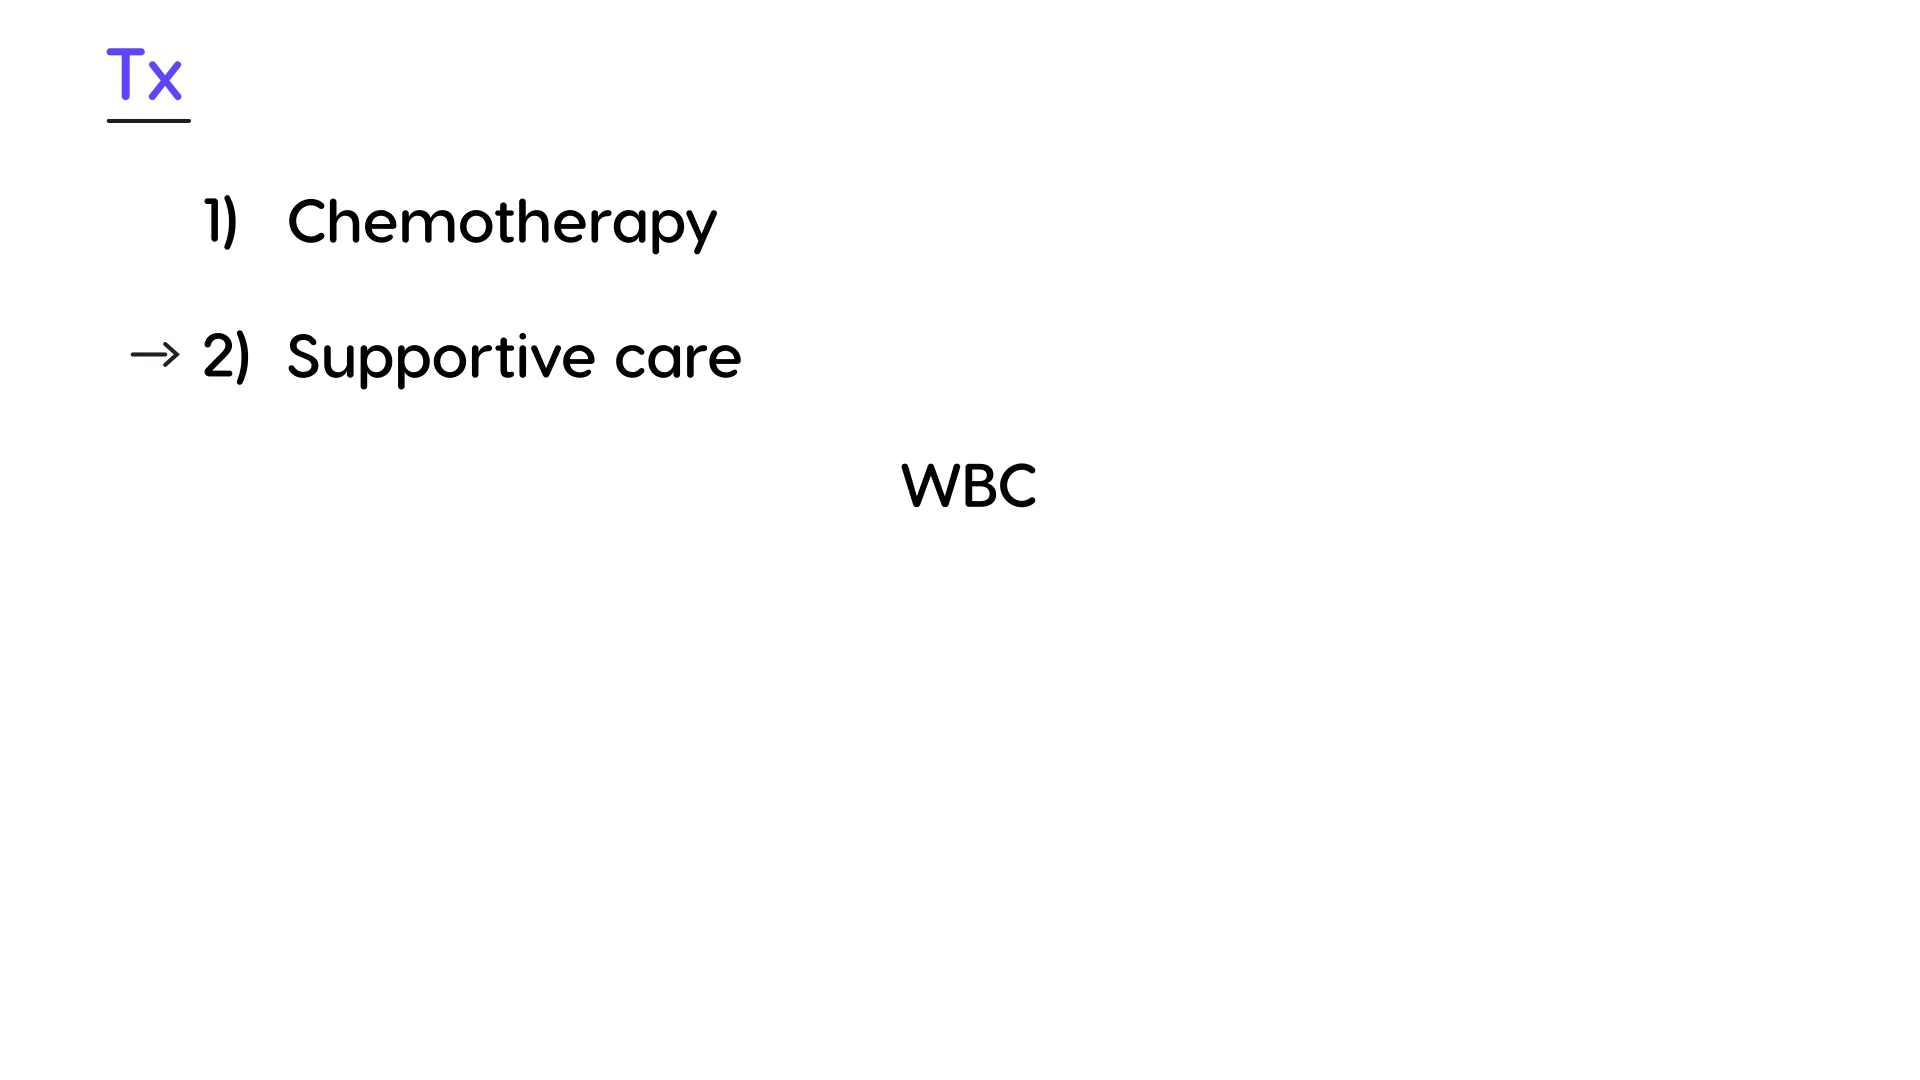 Tx
1) Chemotherapy
→ 2) Supportive care
WBC